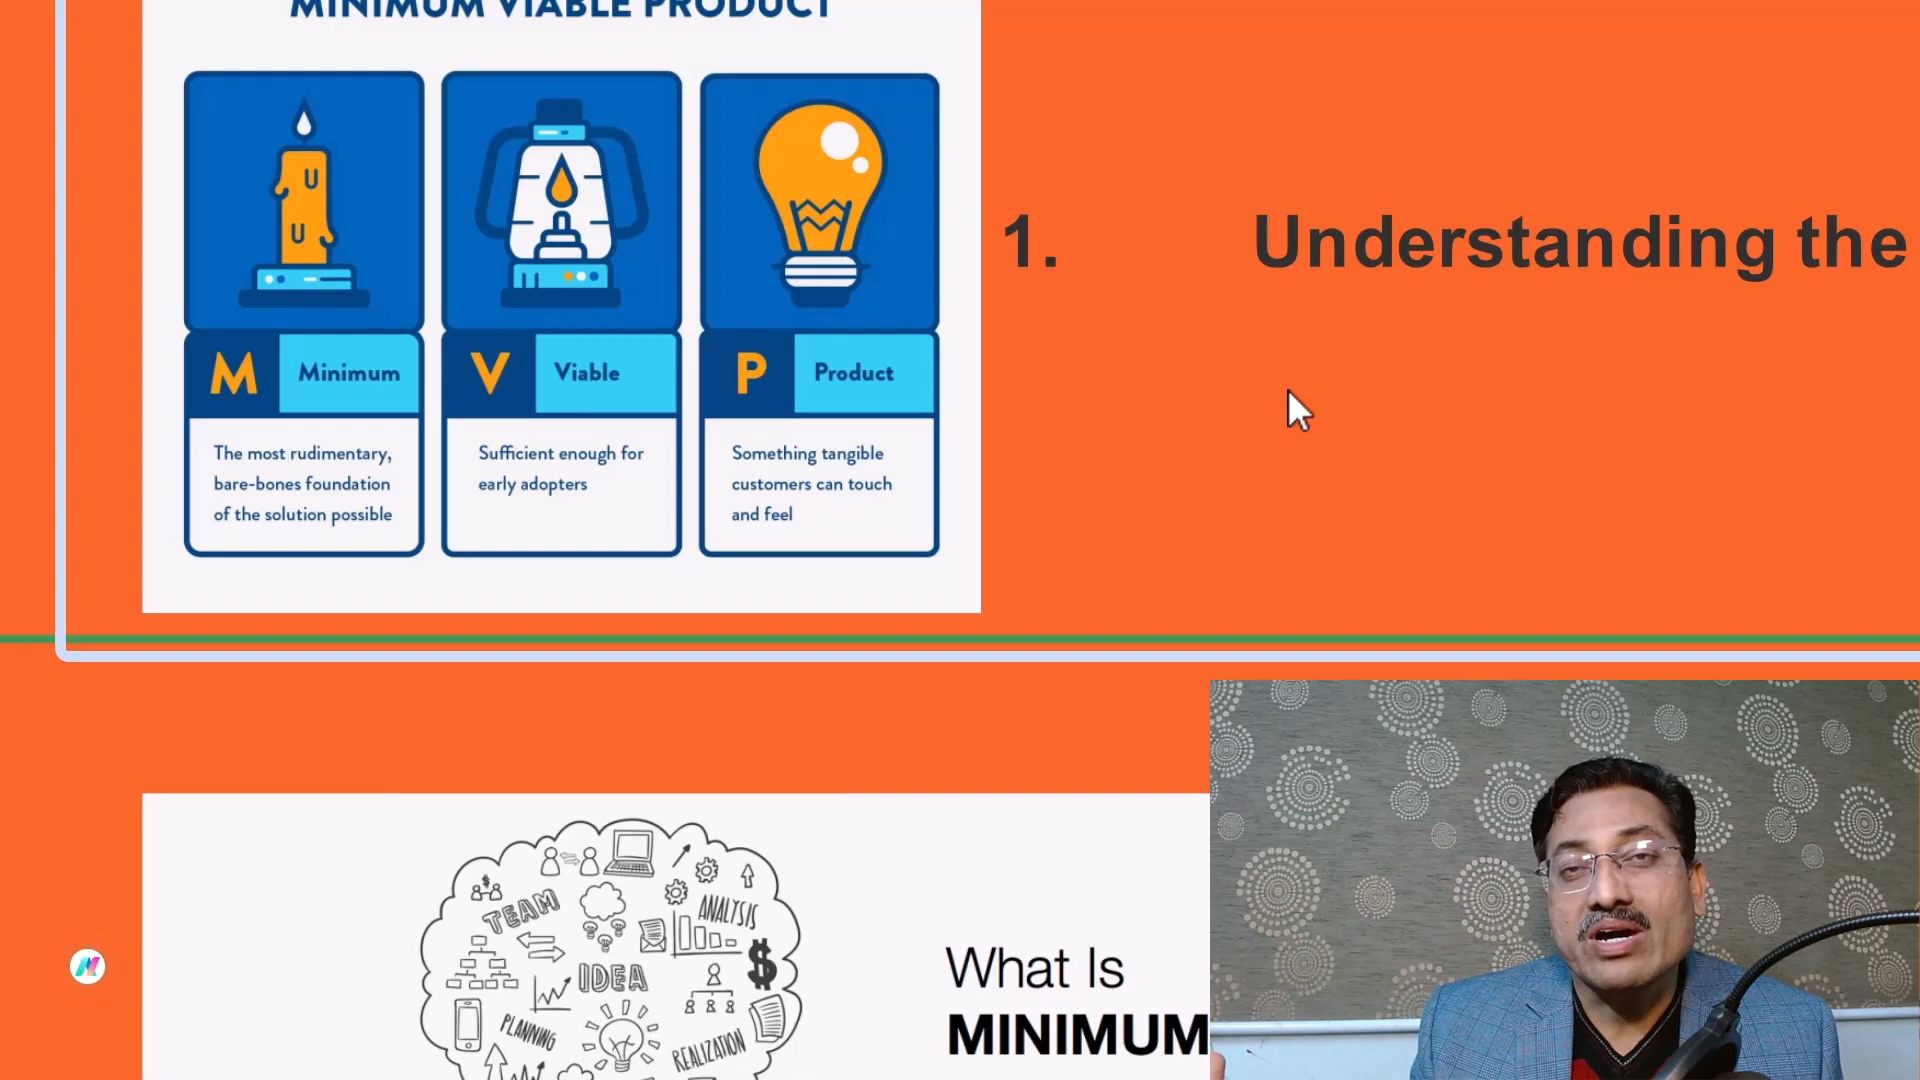 MINIMUM VIABLE PRODUCT
M Minimum
The most rudimentary,
bare-bones foundation
of the solution possible
V Viable
Sufficient enough for
early adopters
P Product
Something tangible
customers can touch
and feel
1. Understanding the
TEAM
ANALYSIS
IDEA
PLANNING
REALIZATION
What Is
MINIMUM